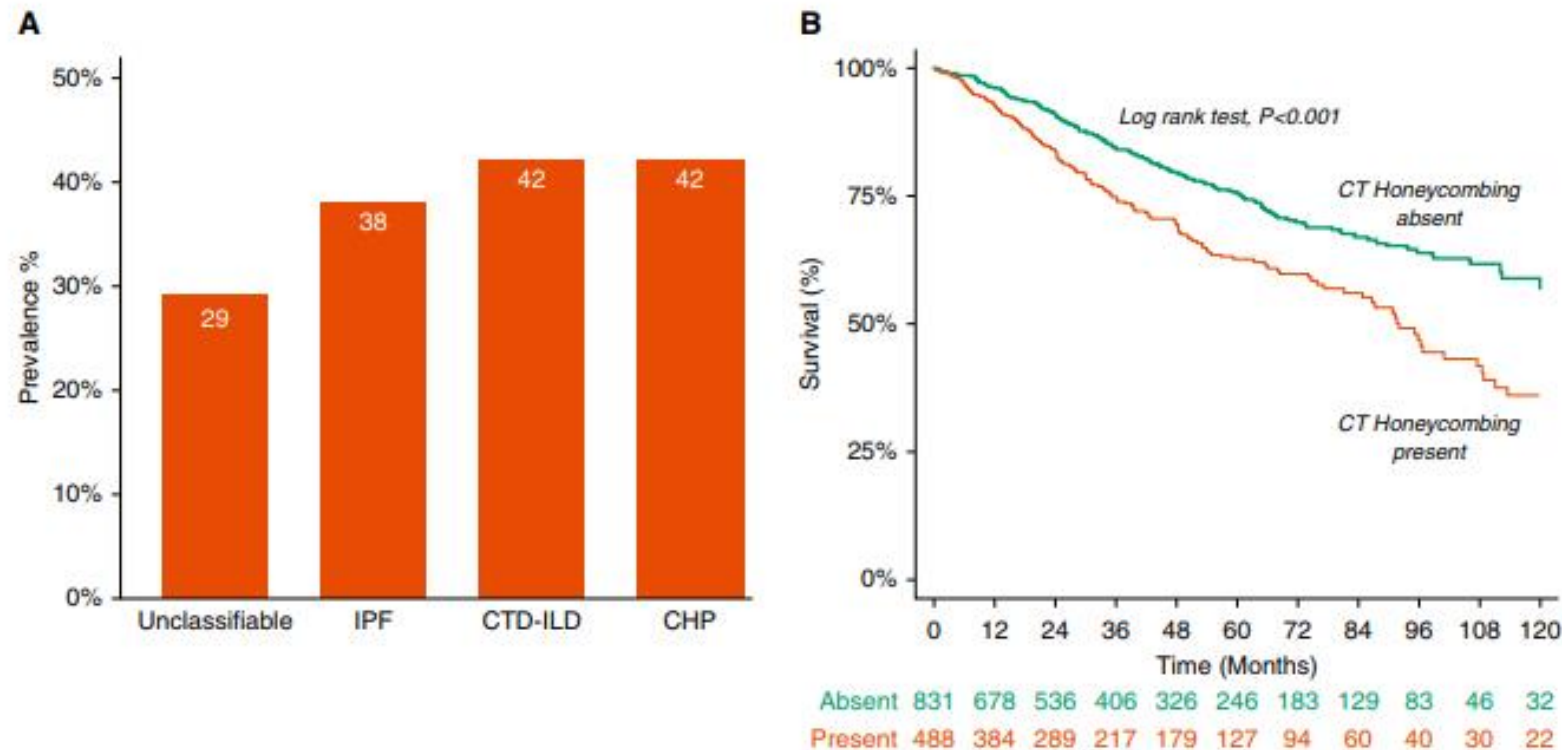 A
50%
40%
30%
20%
10%
0%
Prevalence %
29
38
42
42
Unclassifiable IPF CTD-ILD CHP
B
100%
75%
50%
25%
0%
Survival (%)
Log rank test, P<0.001
CT Honeycombing
absent
CT Honeycombing
present
0 12 24 36 48 60 72 84 96 108 120
Time (Months)
Absent 831 678 536 406 326 246 183 129 83 46 32
Present 488 384 289 217 179 127 94 60 40 30 22